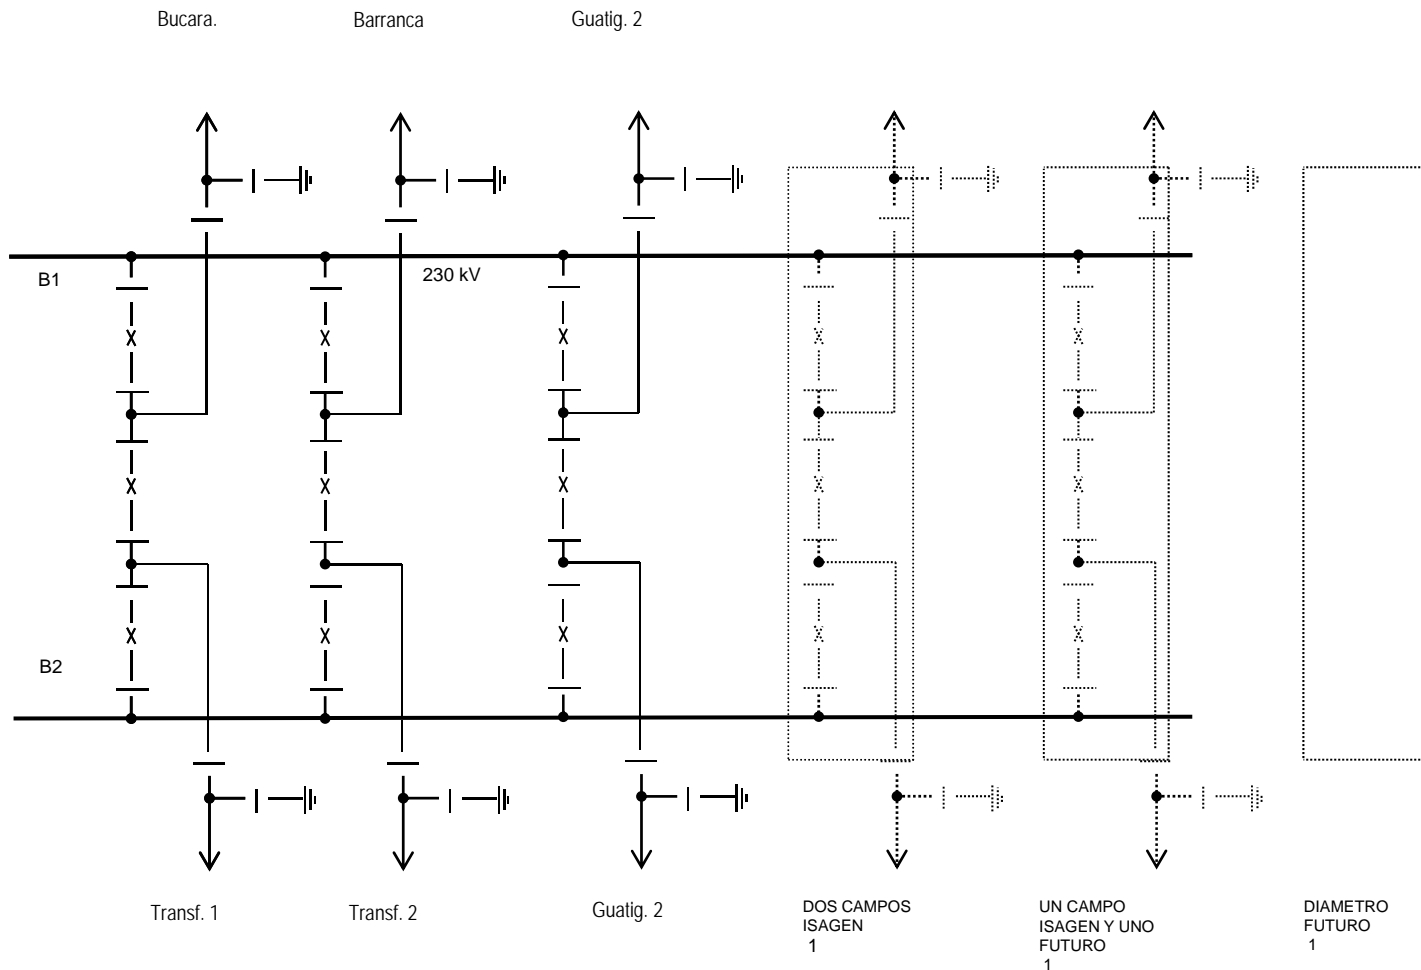 Bucara.
Barranca
Guatig. 2
B1
230 kV
B2
Transf. 1
Transf. 2
Guatig. 2
DOS CAMPOS
ISAGEN
1
UN CAMPO
ISAGEN Y UNO
FUTURO
1
DIAMETRO
FUTURO
1